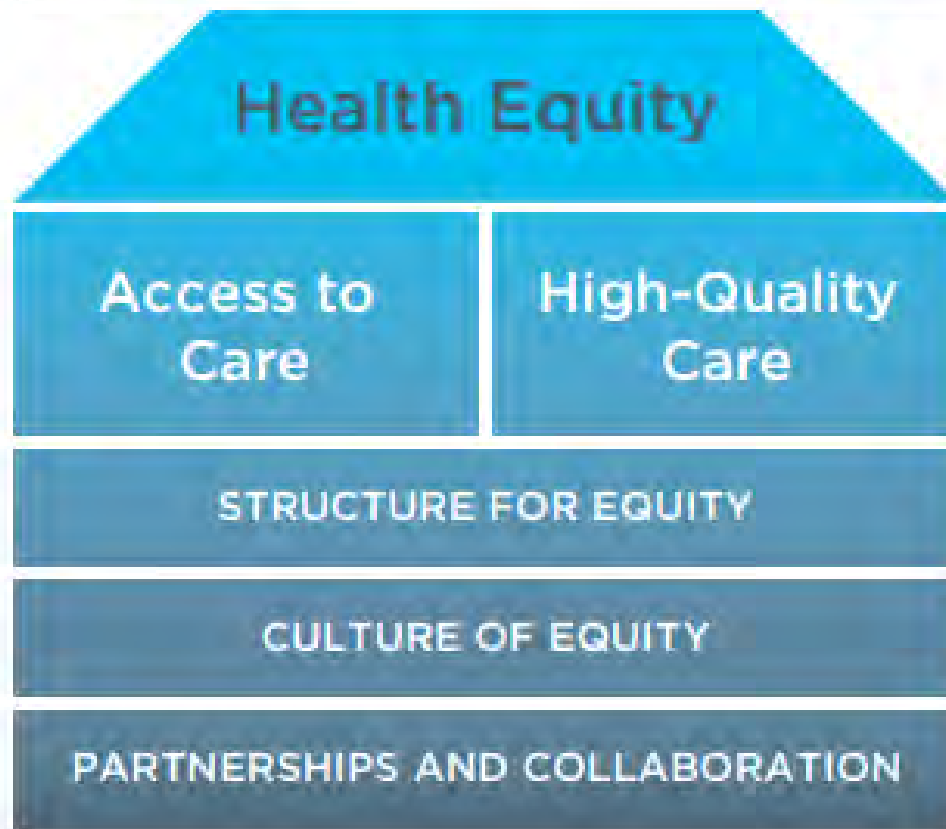 Health Equity
Access to
Care
High-Quality
Care
STRUCTURE FOR EQUITY
CULTURE OF EQUITY
PARTNERSHIPS AND COLLABORATION